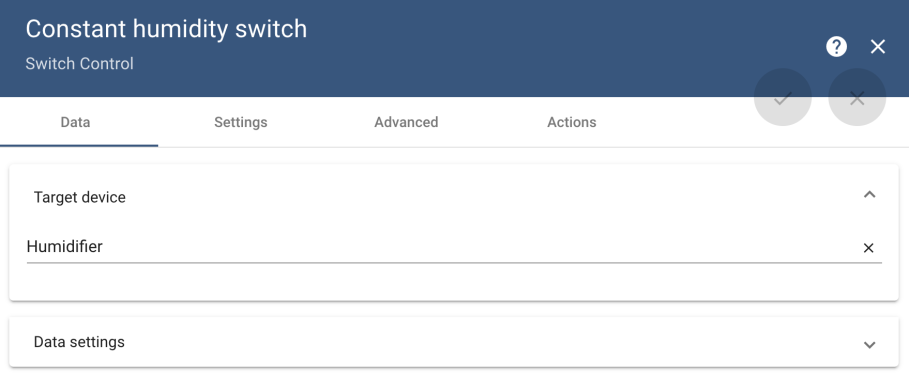 Constant humidity switch
Switch Control
Data Settings Advanced Actions
Target device
Humidifier
Data settings